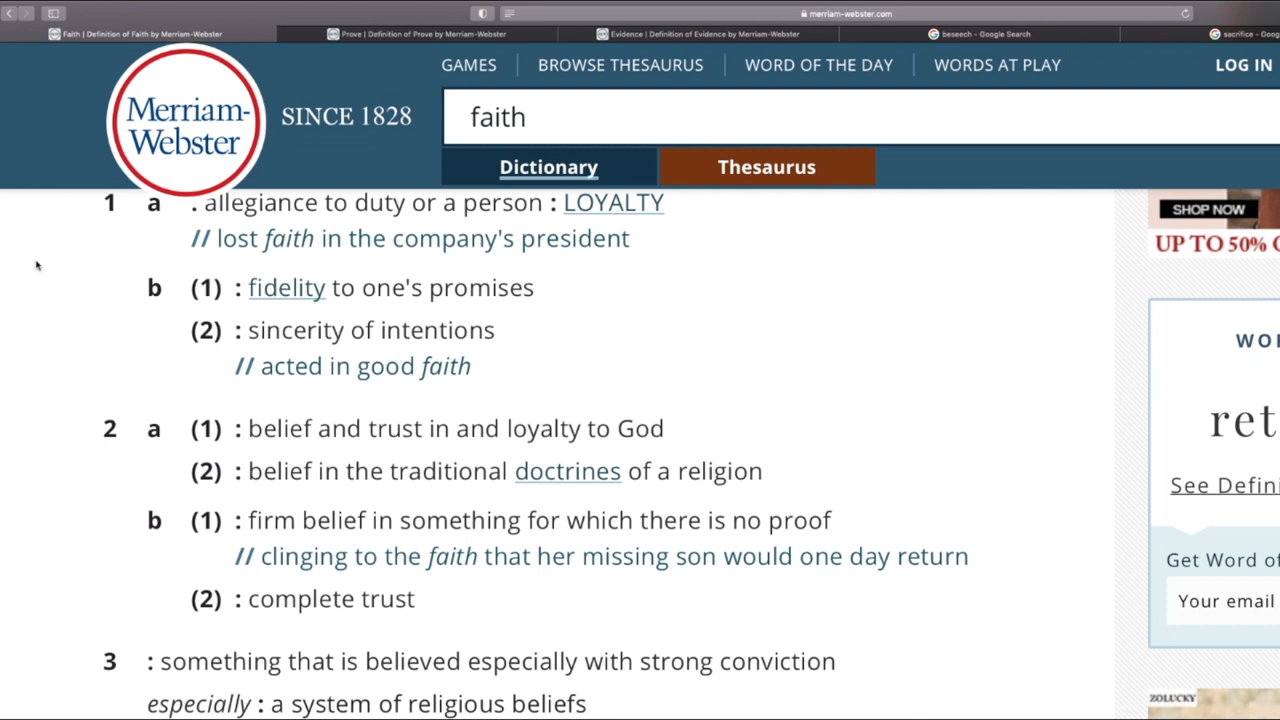 merriam-webster.com
Faith | Definition of Faith by Merriam-Webster
Prove | Definition of Prove by Merriam-Webster
Evidence | Definition of Evidence by Merriam-Webster
beseech - Google Search
sacrifice - Goog
GAMES
BROWSE THESAURUS
WORD OF THE DAY
WORDS AT PLAY
LOG IN
Merriam-
Webster
SINCE 1828
faith
Dictionary
Thesaurus
1 a : allegiance to duty or a person : LOYALTY
// lost faith in the company's president
b (1) : fidelity to one's promises
(2) : sincerity of intentions
// acted in good faith
2 a (1) : belief and trust in and loyalty to God
(2) : belief in the traditional doctrines of a religion
b (1) : firm belief in something for which there is no proof
// clinging to the faith that her missing son would one day return
(2) : complete trust
3 : something that is believed especially with strong conviction
especially : a system of religious beliefs
SHOP NOW
UP TO 50%
WO
ret
See Defini
Get Word of
Your email
ZOLUCKY